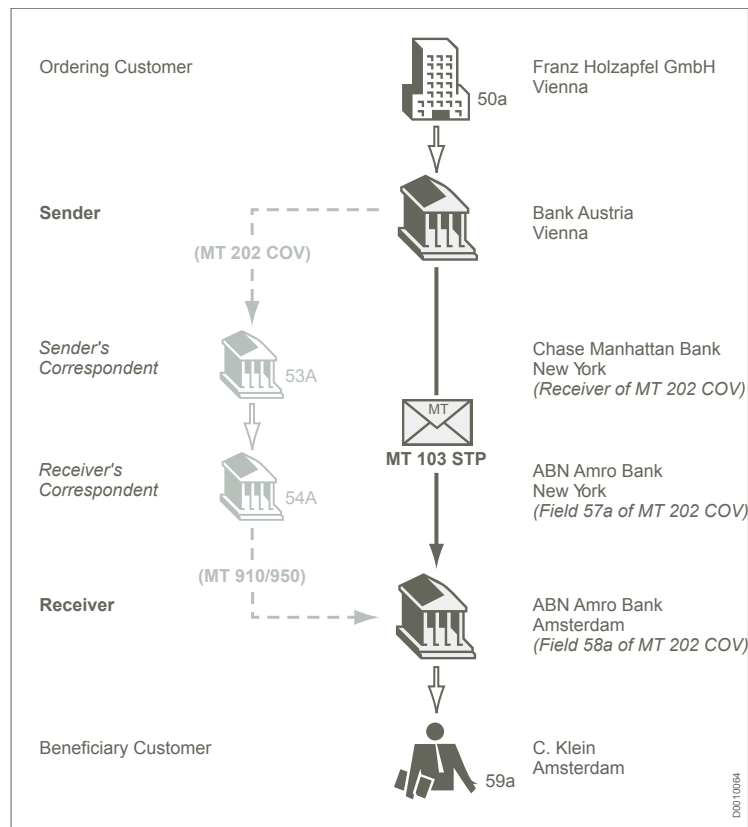 Ordering Customer
50a
Franz Holzapfel GmbH
Vienna
Sender
Bank Austria
Vienna
(MT 202 COV)
Sender's
Correspondent
53A
Chase Manhattan Bank
New York
(Receiver of MT 202 COV)
MT
MT 103 STP
Receiver's
Correspondent
54A
ABN Amro Bank
New York
(Field 57a of MT 202 COV)
(MT 910/950)
Receiver
ABN Amro Bank
Amsterdam
(Field 58a of MT 202 COV)
Beneficiary Customer
59a
C. Klein
Amsterdam
D0010064